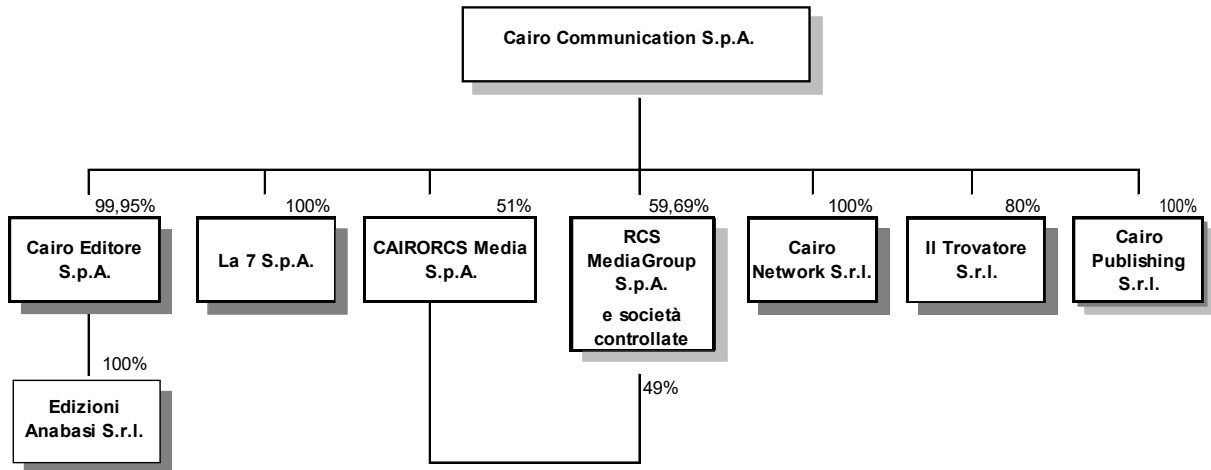 Cairo Communication S.p.A.
99,95%
Cairo Editore
S.p.A.
100%
La 7 S.p.A.
51%
CAIRORCS Media
S.p.A.
59,69%
RCS
MediaGroup
S.p.A.
e società
controllate
100%
Cairo
Network S.r.l.
80%
Il Trovatore
S.r.l.
100%
Cairo
Publishing
S.r.l.
100%
Edizioni
Anabasi S.r.l.
49%